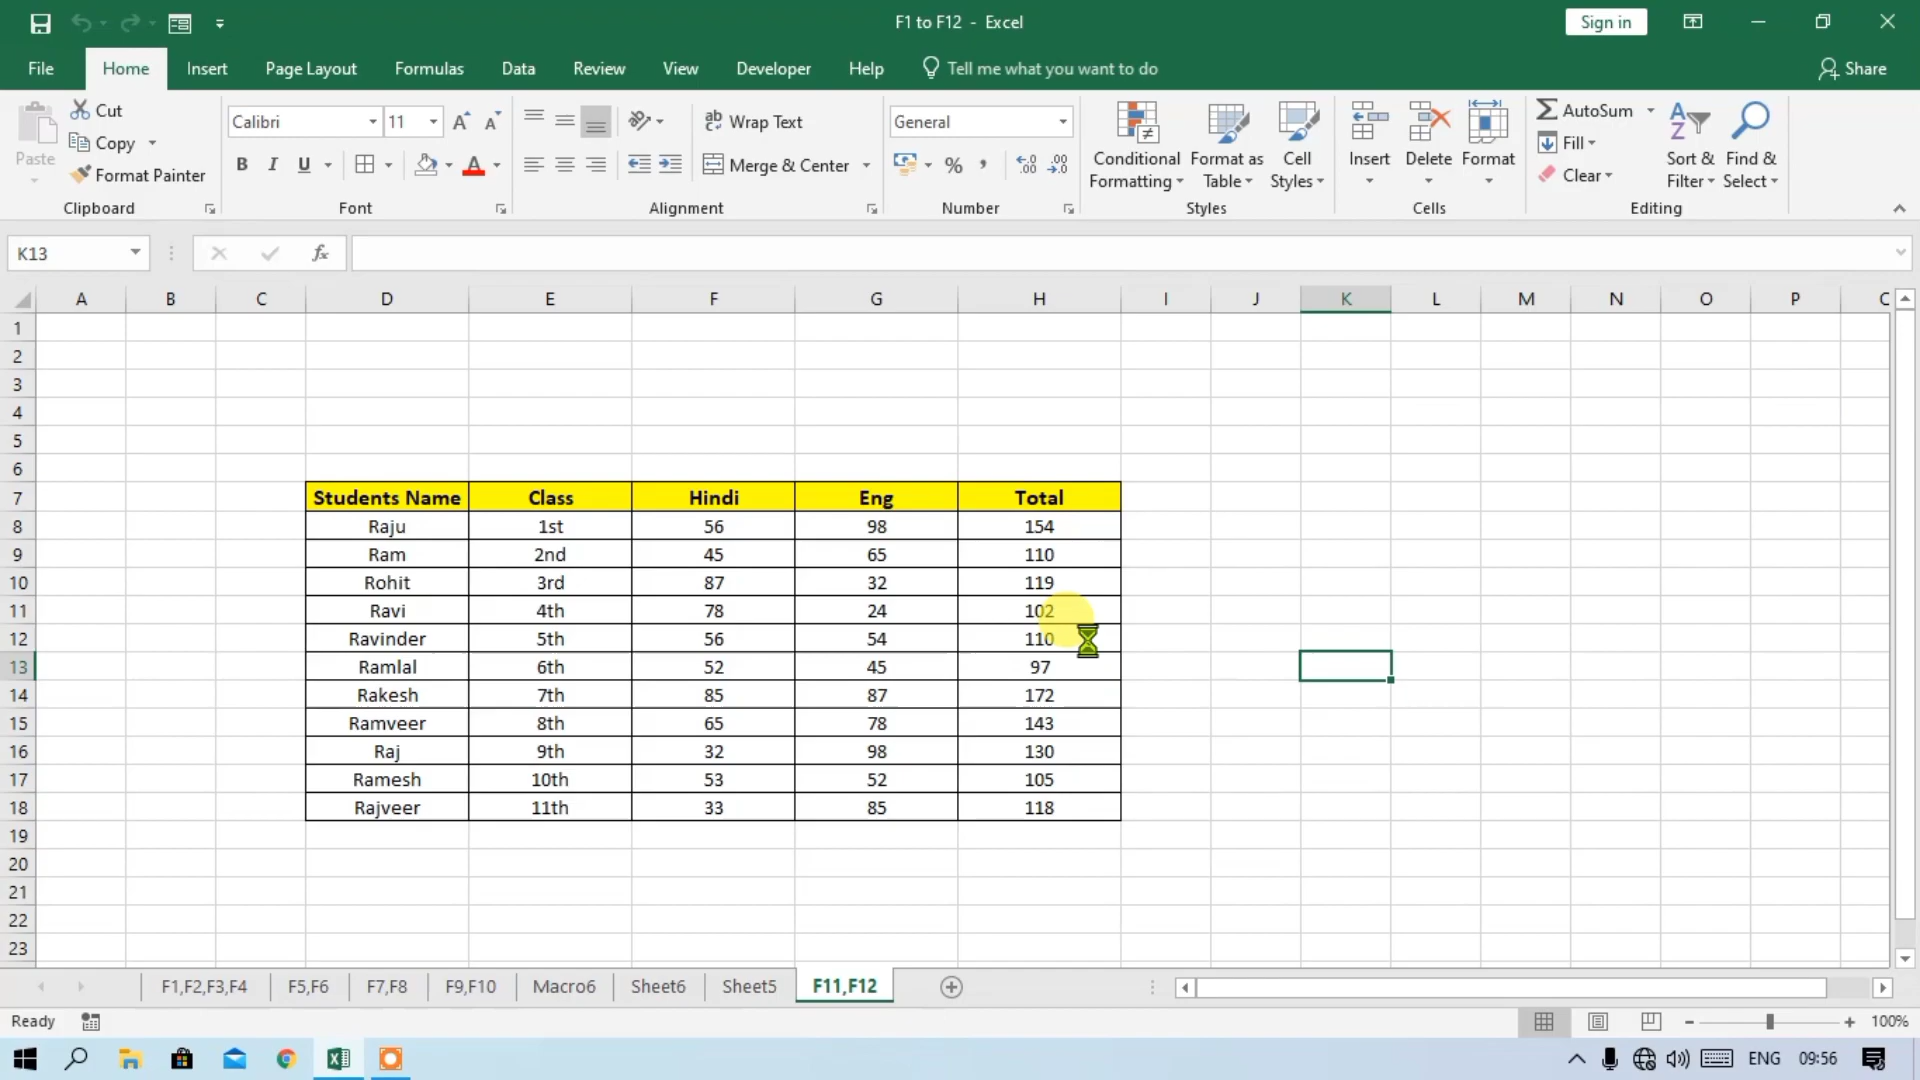 F1 to F12 - Excel
Sign in
File Home Insert Page Layout Formulas Data Review View Developer Help Tell me what you want to do Share
Paste
Cut
Copy
Format Painter
Clipboard
Calibri 11
B I U
Font
Wrap Text
Merge & Center
Alignment
General
%
Number
Conditional Formatting
Format as Table
Cell Styles
Styles
Insert Delete Format
Cells
AutoSum
Fill
Clear
Sort & Filter
Find & Select
Editing
K13 fx
A B C D E F G H I J K L M N O P
1
2
3
4
5
6
7 Students Name Class Hindi Eng Total
8 Raju 1st 56 98 154
9 Ram 2nd 45 65 110
10 Rohit 3rd 87 32 119
11 Ravi 4th 78 24 102
12 Ravinder 5th 56 54 110
13 Ramlal 6th 52 45 97
14 Rakesh 7th 85 87 172
15 Ramveer 8th 65 78 143
16 Raj 9th 32 98 130
17 Ramesh 10th 53 52 105
18 Rajveer 11th 33 85 118
19
20
21
22
23
F1,F2,F3,F4 F5,F6 F7,F8 F9,F10 Macro6 Sheet6 Sheet5 F11,F12
Ready 100%
ENG 09:56